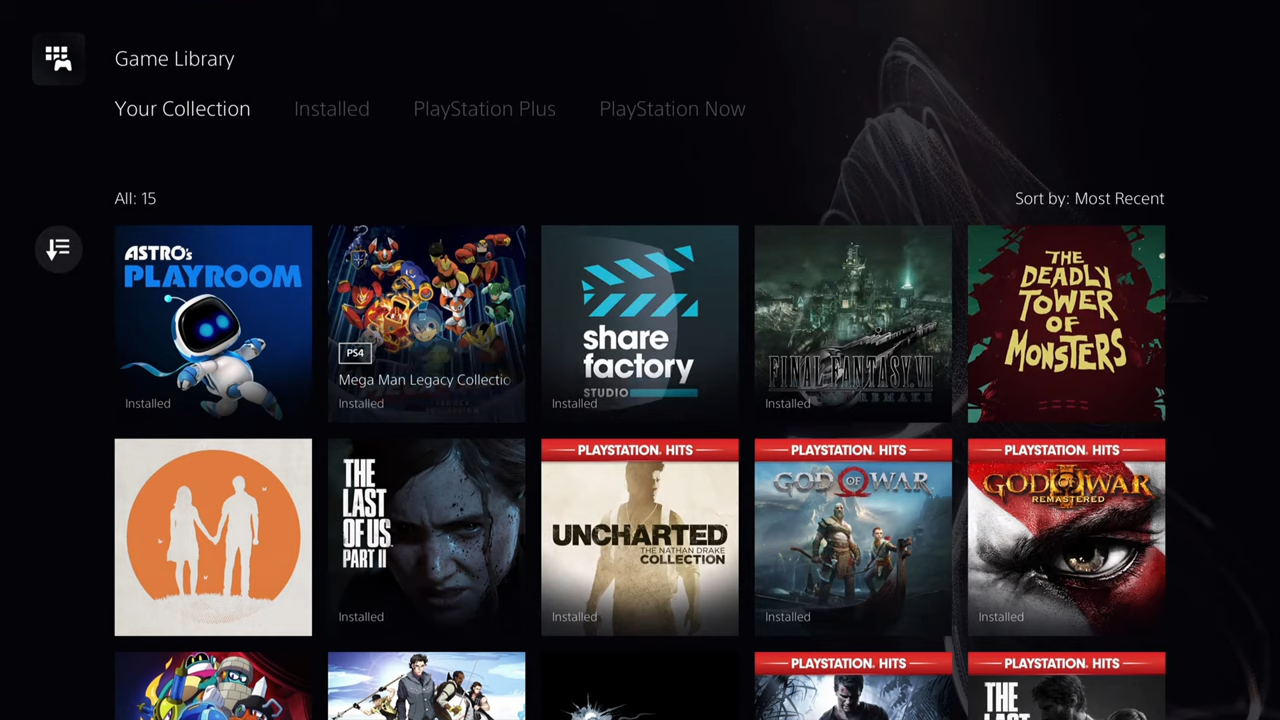 Game Library
Your Collection
Installed
PlayStation Plus
PlayStation Now
All: 15
Sort by: Most Recent
ASTRO's
PLAYROOM
Installed
PS4
Mega Man Legacy Collectio
Installed
share
factory
STUDIO
Installed
FINAL FANTASY VII
REMAKE
Installed
THE
DEADLY
TOWER
OF
MONSTERS
THE
LAST
OF US
PART II
Installed
PLAYSTATION HITS
UNCHARTED
THE NATHAN DRAKE
COLLECTION
Installed
PLAYSTATION HITS
GOD OF WAR
Installed
PLAYSTATION HITS
GOD OF WAR
III
REMASTERED
Installed
PLAYSTATION HITS
PLAYSTATION HITS
THE
LAST